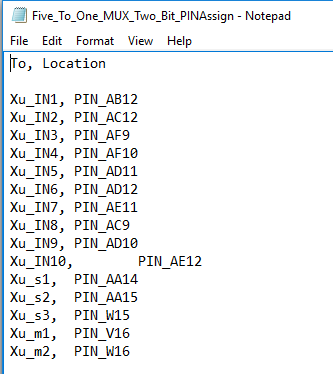 Five_To_One_MUX_Two_Bit_PINAssign - Notepad
File Edit Format View Help
To, Location
Xu_IN1, PIN_AB12
Xu_IN2, PIN_AC12
Xu_IN3, PIN_AF9
Xu_IN4, PIN_AF10
Xu_IN5, PIN_AD11
Xu_IN6, PIN_AD12
Xu_IN7, PIN_AE11
Xu_IN8, PIN_AC9
Xu_IN9, PIN_AD10
Xu_IN10, PIN_AE12
Xu_s1, PIN_AA14
Xu_s2, PIN_AA15
Xu_s3, PIN_W15
Xu_m1, PIN_V16
Xu_m2, PIN_W16